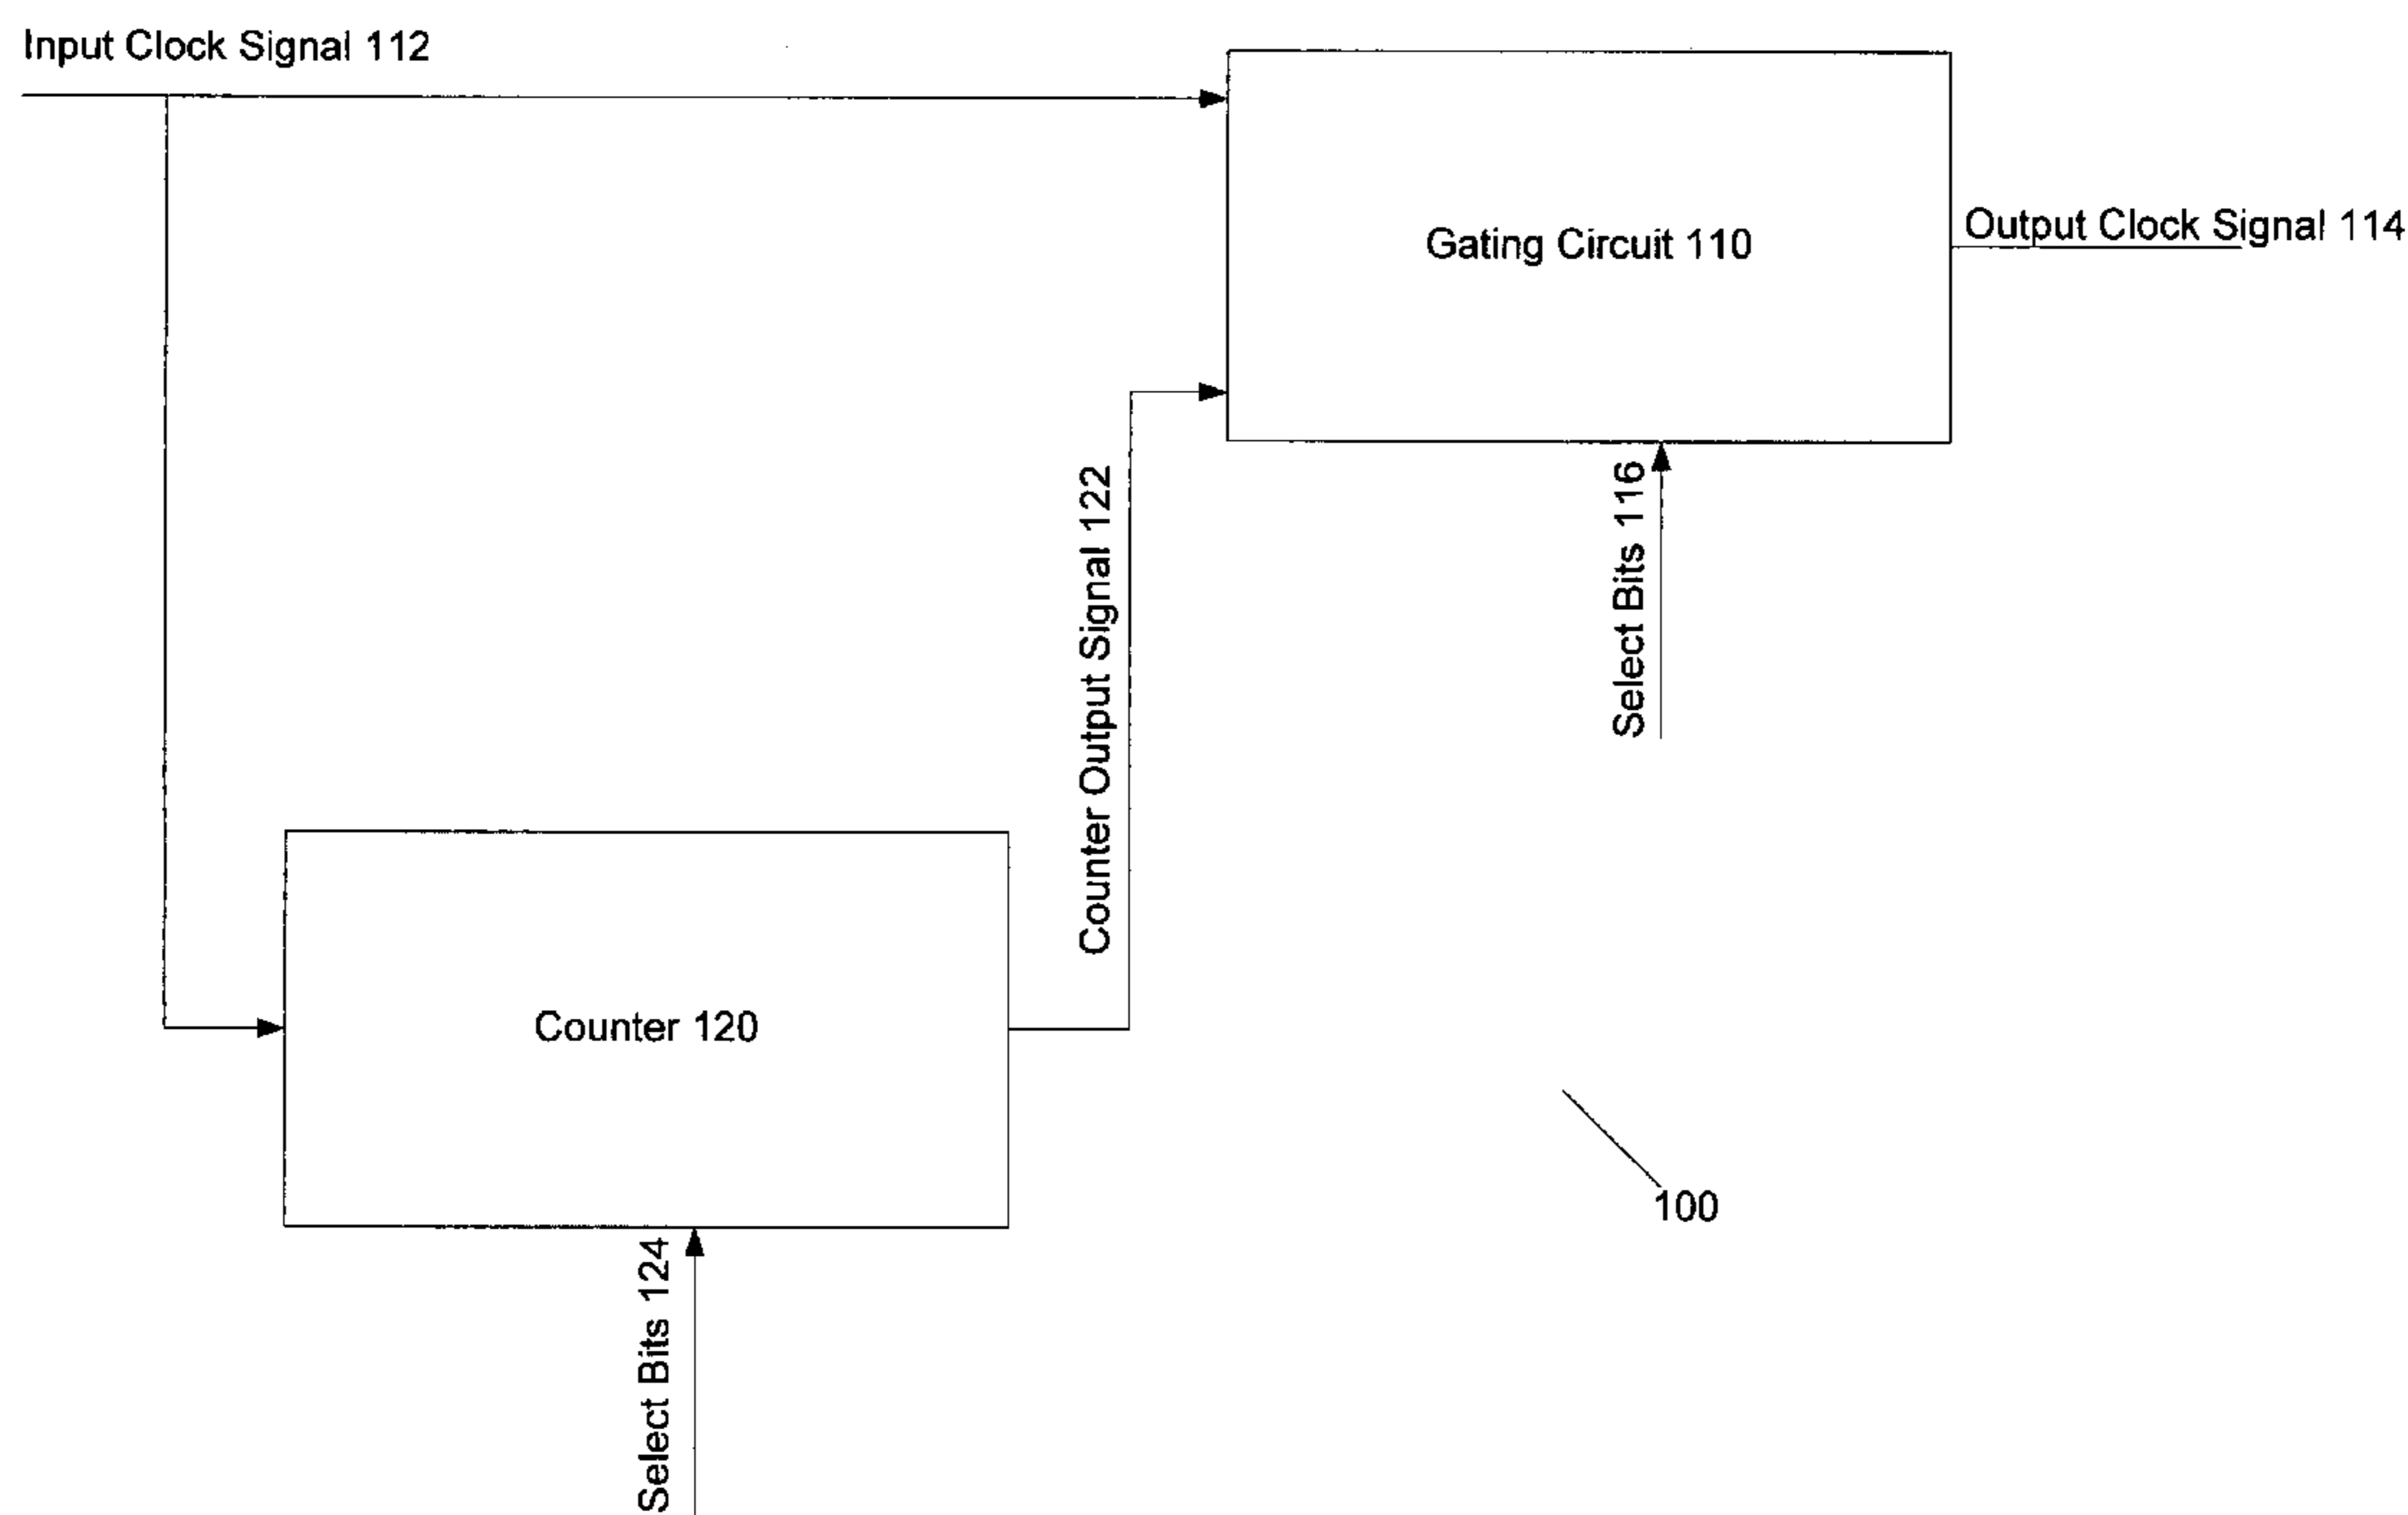 Input Clock Signal 112
Output Clock Signal 114
Gating Circuit 110
Counter Output Signal 122
Select Bits 116
Counter 120
100
Select Bits 124